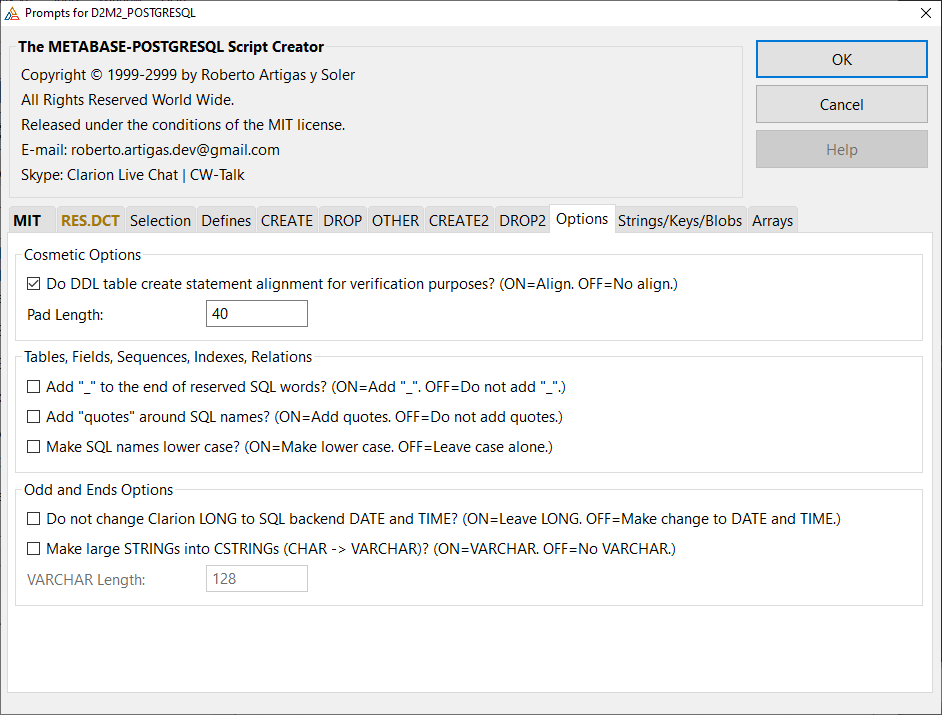 Prompts for D2M2_POSTGRESQL
The METABASE-POSTGRESQL Script Creator
Copyright © 1999-2999 by Roberto Artigas y Soler
All Rights Reserved World Wide.
Released under the conditions of the MIT license.
E-mail: roberto.artigas.dev@gmail.com
Skype: Clarion Live Chat | CW-Talk
OK
Cancel
Help
MIT RES.DCT Selection Defines CREATE DROP OTHER CREATE2 DROP2 Options Strings/Keys/Blobs Arrays
Cosmetic Options
Do DDL table create statement alignment for verification purposes? (ON=Align. OFF=No align.)
Pad Length: 40
Tables, Fields, Sequences, Indexes, Relations
Add "_" to the end of reserved SQL words? (ON=Add "_". OFF=Do not add "_".)
Add "quotes" around SQL names? (ON=Add quotes. OFF=Do not add quotes.)
Make SQL names lower case? (ON=Make lower case. OFF=Leave case alone.)
Odd and Ends Options
Do not change Clarion LONG to SQL backend DATE and TIME? (ON=Leave LONG. OFF=Make change to DATE and TIME.)
Make large STRINGs into CSTRINGs (CHAR -> VARCHAR)? (ON=VARCHAR. OFF=No VARCHAR.)
VARCHAR Length: 128